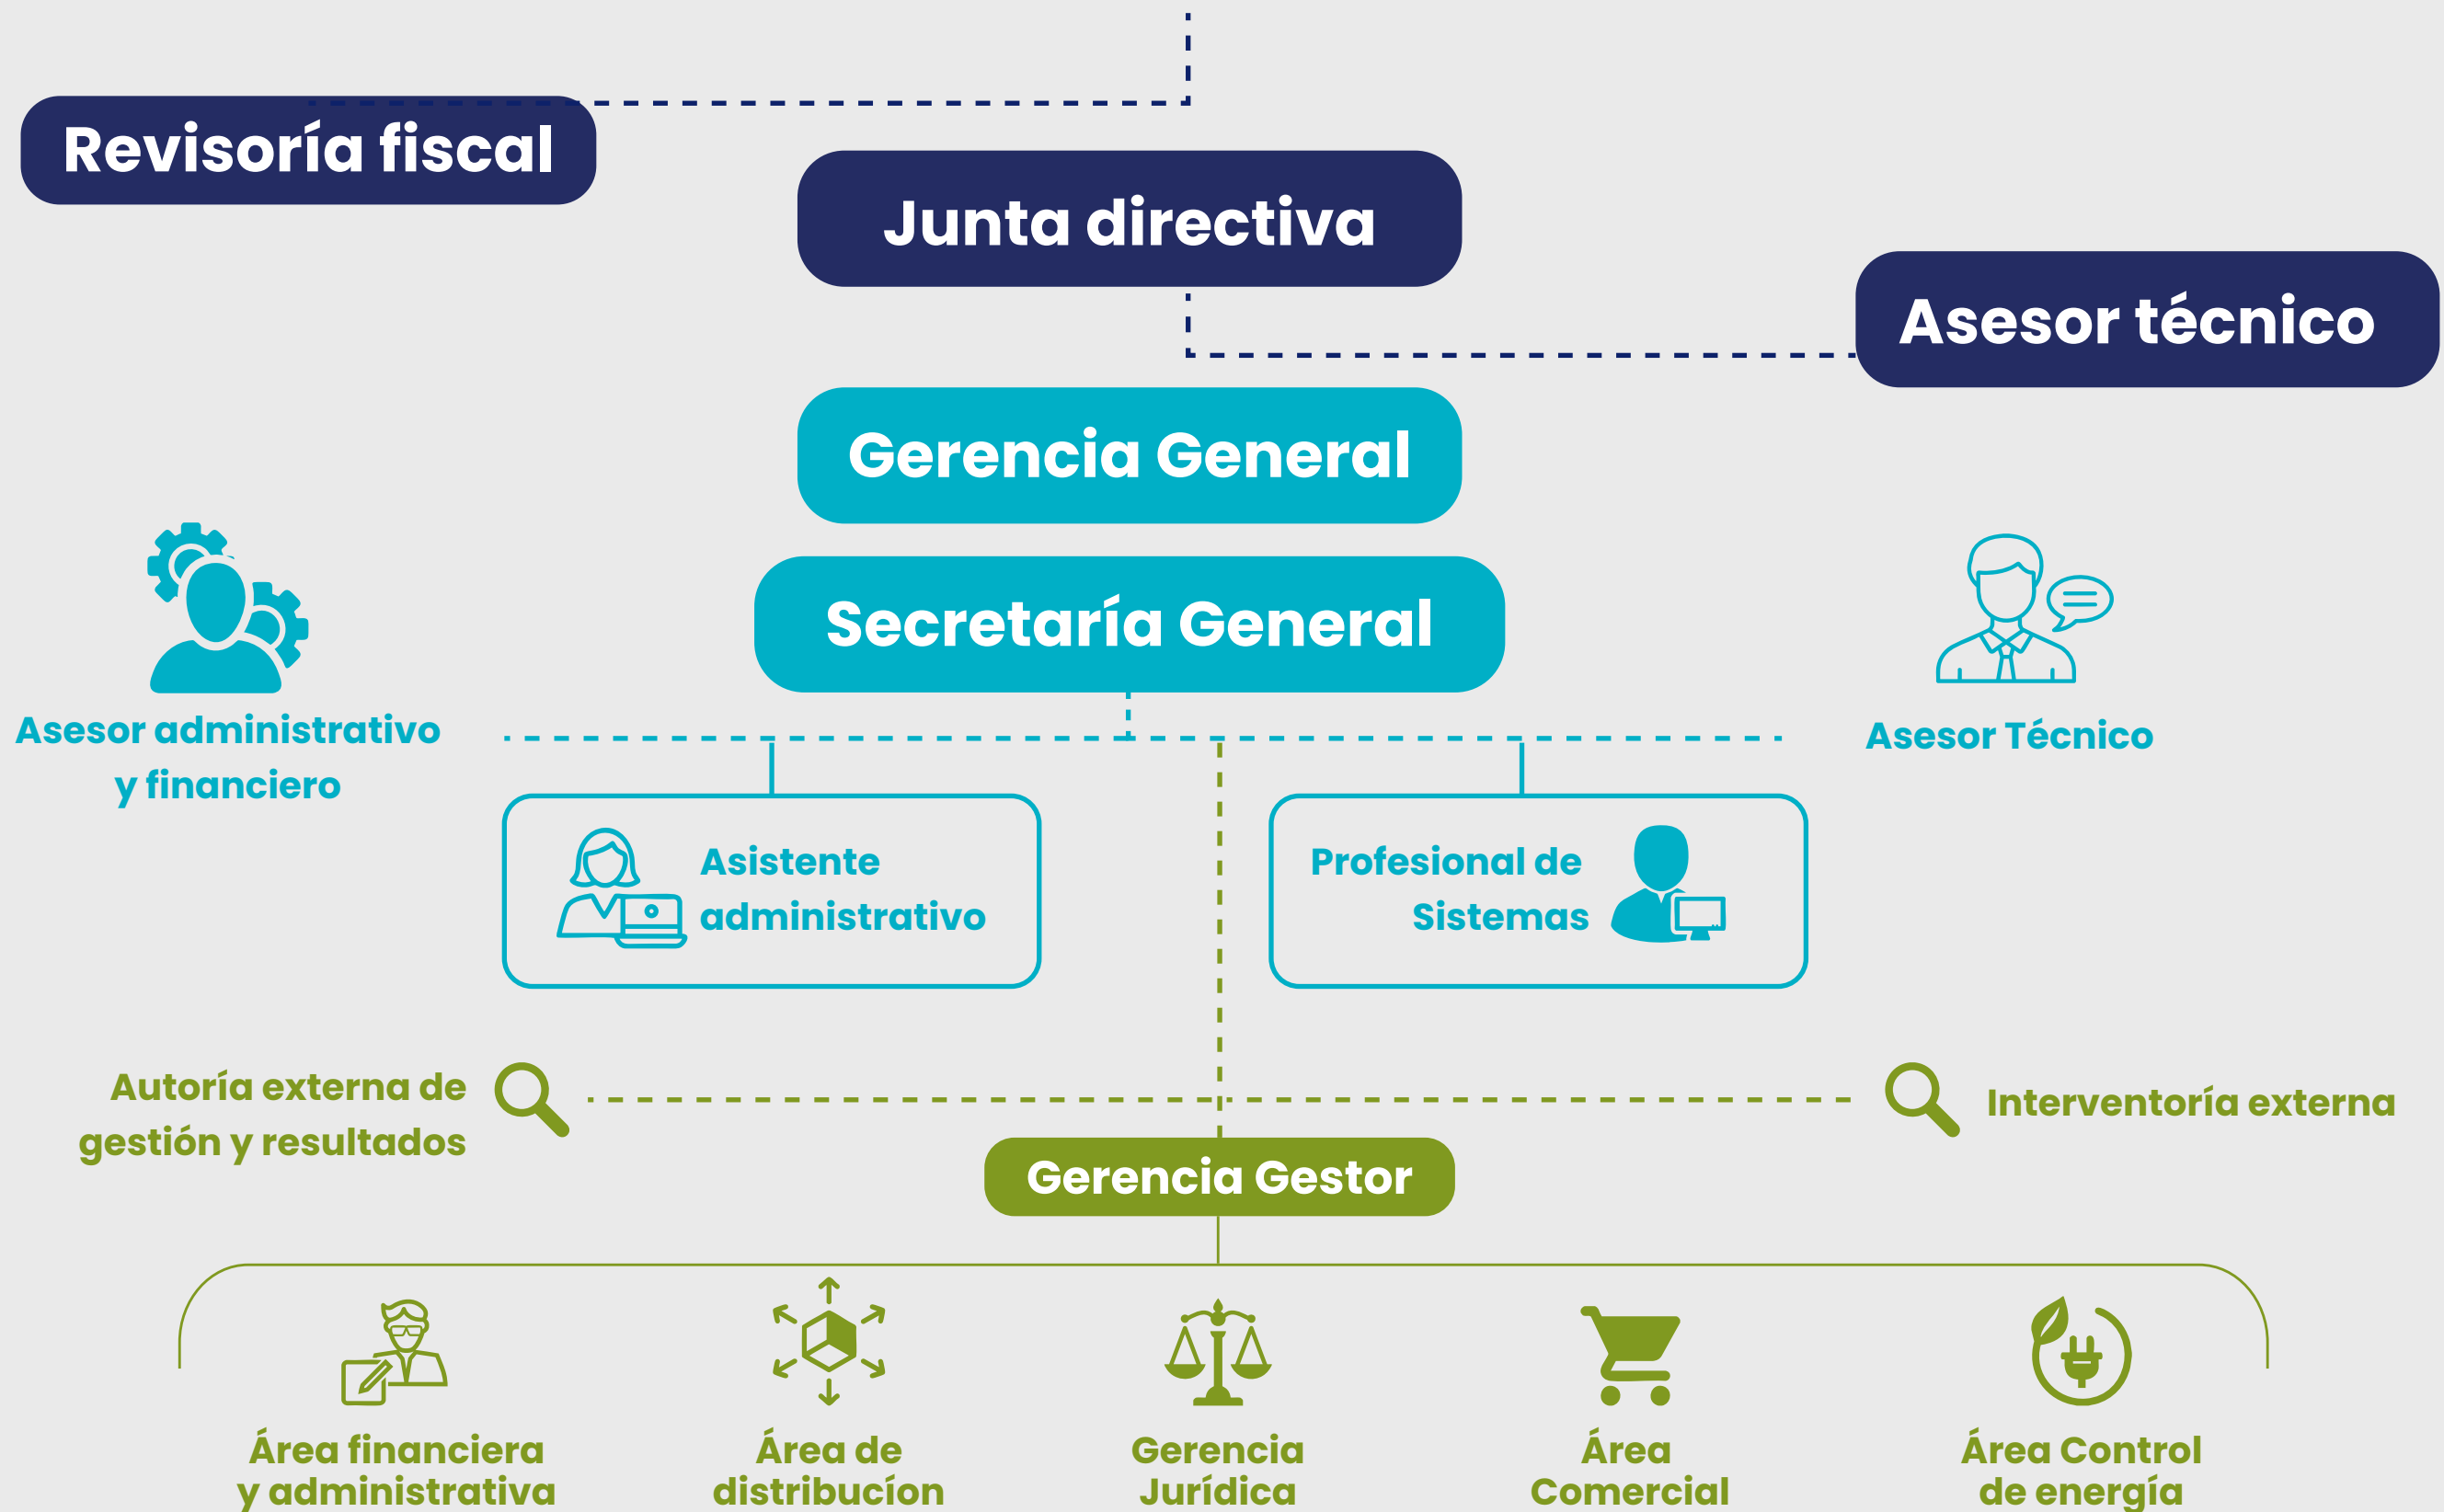 Revisoría fiscal
Junta directiva
Asesor técnico
Gerencia General
Secretaría General
Asesor administrativo
y financiero
Asesor Técnico
Asistente
administrativo
Profesional de
Sistemas
Autoría externa de
gestión y resultados
Interventoría externa
Gerencia Gestor
Área financiera
y administrativa
Área de
distribucíon
Gerencia
Jurídica
Área
Comercial
Área Control
de energía